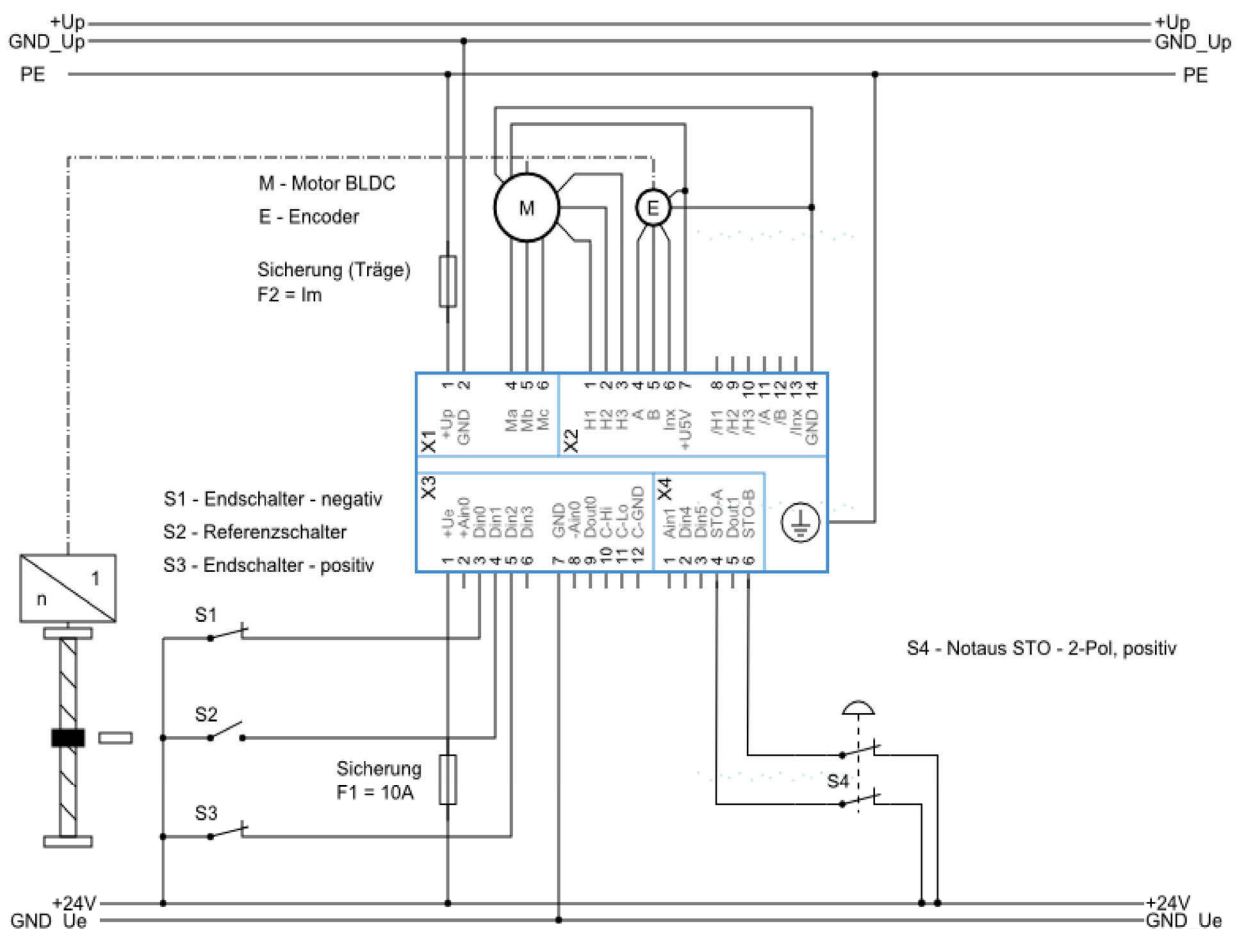 +Up
+Up
GND_Up
GND_Up
PE
PE
M - Motor BLDC
E - Encoder
M
E
Sicherung (Träge)
F2 = Im
1 2 4 5 6 1 2 3 4 5 6 7 8 9 10 11 12 13 14
+Up GND Ma Mb Mc H1 H2 H3 A B Inx +U5V /H1 /H2 /H3 /A /B /Inx GND
X1 X2
X3 X4
+Ue +Ain0 Din0 Din1 Din2 Din3 GND -Ain0 Dout0 C-Hi C-Lo C-GND Ain1 Din4 Din5 STO-A Dout1 STO-B
1 2 3 4 5 6 7 8 9 10 11 12 1 2 3 4 5 6
S1 - Endschalter - negativ
S2 - Referenzschalter
S3 - Endschalter - positiv
1
n
S1
S4 - Notaus STO - 2-Pol, positiv
S2
Sicherung
F1 = 10A
S4
S3
+24V
+24V
GND_Ue
GND_Ue